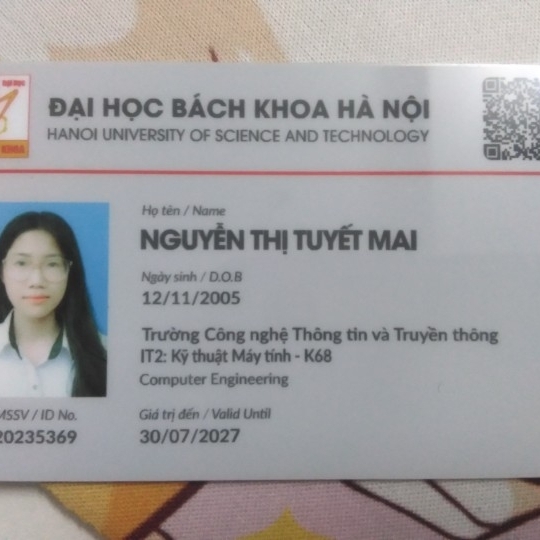 ĐẠI HỌC BÁCH KHOA HÀ NỘI
HANOI UNIVERSITY OF SCIENCE AND TECHNOLOGY
KHOA
Họ tên / Name
NGUYỄN THỊ TUYẾT MAI
Ngày sinh / D.O.B
12/11/2005
Trường Công nghệ Thông tin và Truyền thông
IT2: Kỹ thuật Máy tính - K68
Computer Engineering
MSSV / ID No.
20235369
Giá trị đến / Valid Until
30/07/2027